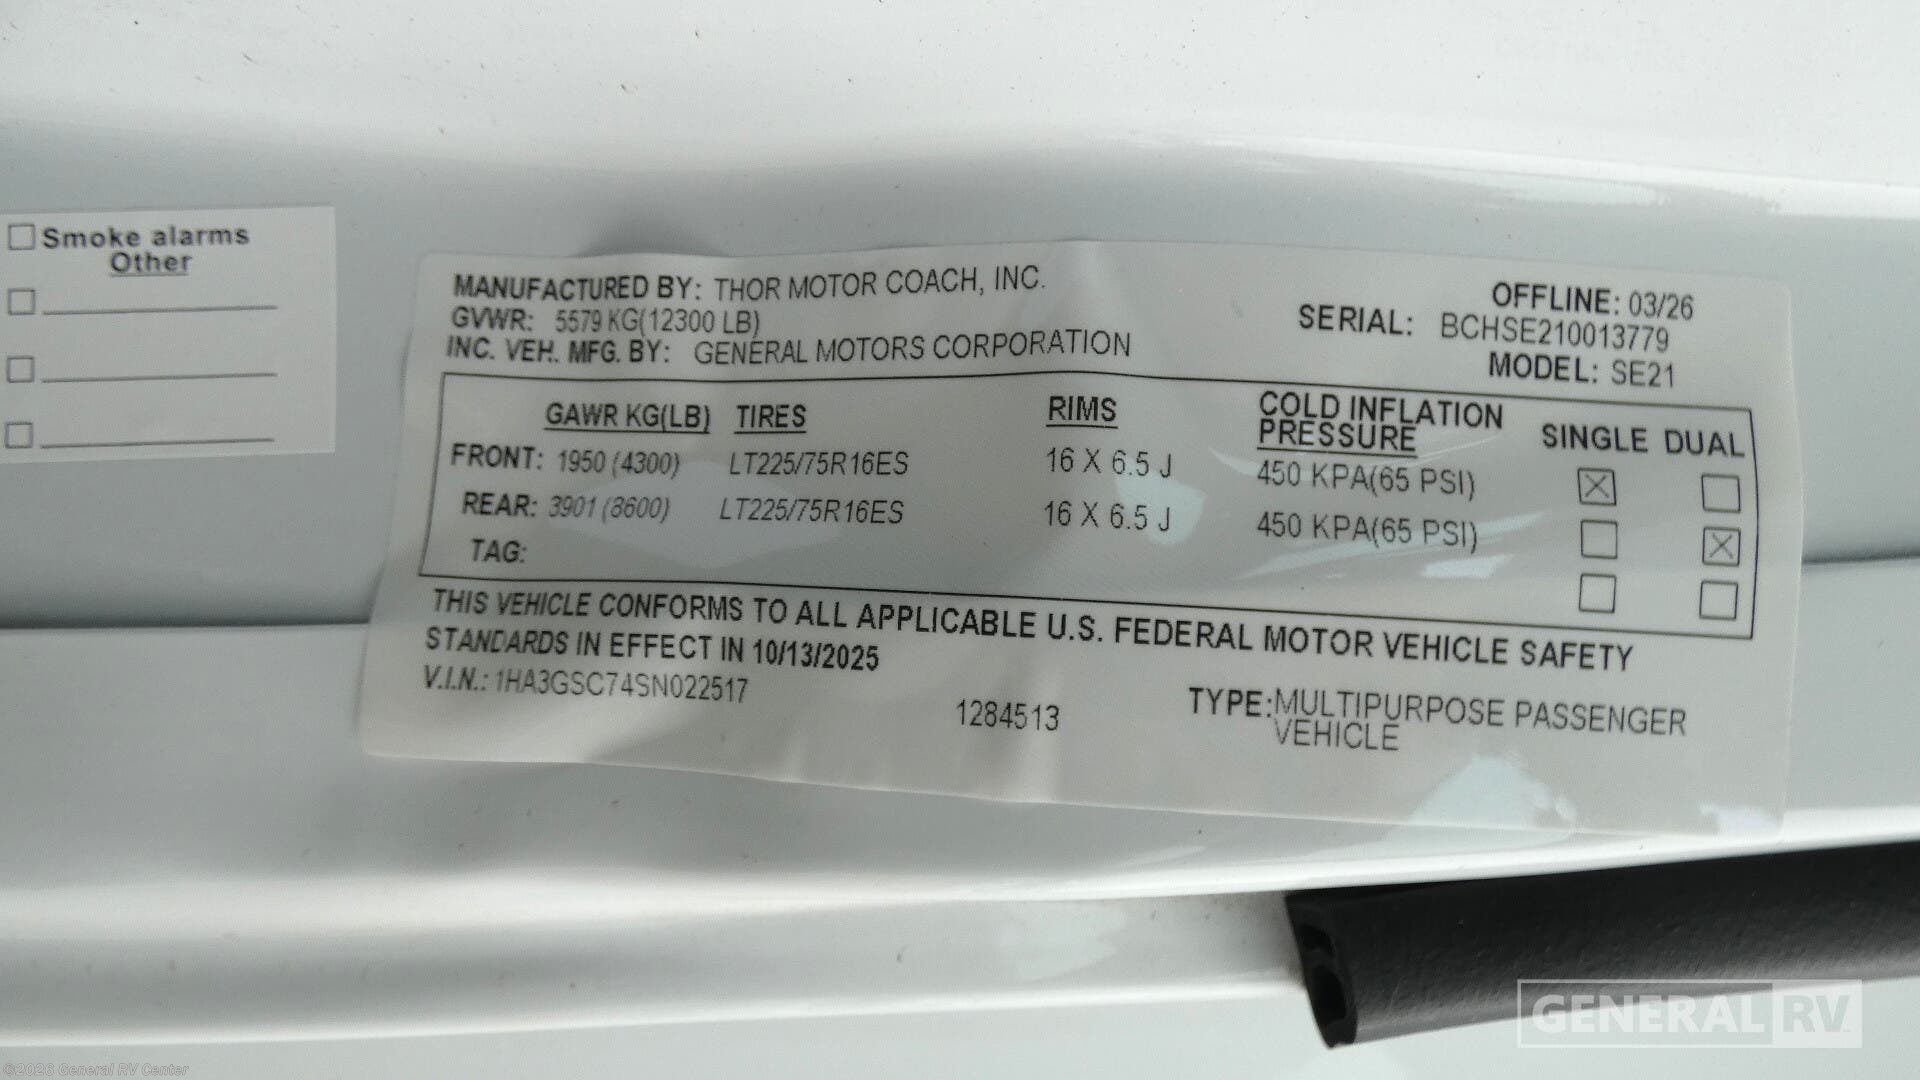 Smoke alarms
Other
MANUFACTURED BY: THOR MOTOR COACH, INC.
OFFLINE: 03/26
GVWR: 5579 KG(12300 LB)
SERIAL: BCHSE210013779
INC. VEH. MFG. BY: GENERAL MOTORS CORPORATION
MODEL: SE21
GAWR KG(LB) TIRES RIMS COLD INFLATION PRESSURE SINGLE DUAL
FRONT: 1950 (4300) LT225/75R16ES 16 X 6.5 J 450 KPA(65 PSI)
REAR: 3901 (8600) LT225/75R16ES 16 X 6.5 J 450 KPA(65 PSI)
TAG:
THIS VEHICLE CONFORMS TO ALL APPLICABLE U.S. FEDERAL MOTOR VEHICLE SAFETY
STANDARDS IN EFFECT IN 10/13/2025
V.I.N.: 1HA3GSC74SN022517
1284513
TYPE: MULTIPURPOSE PASSENGER
VEHICLE
GENERAL RV
©2026 General RV Center